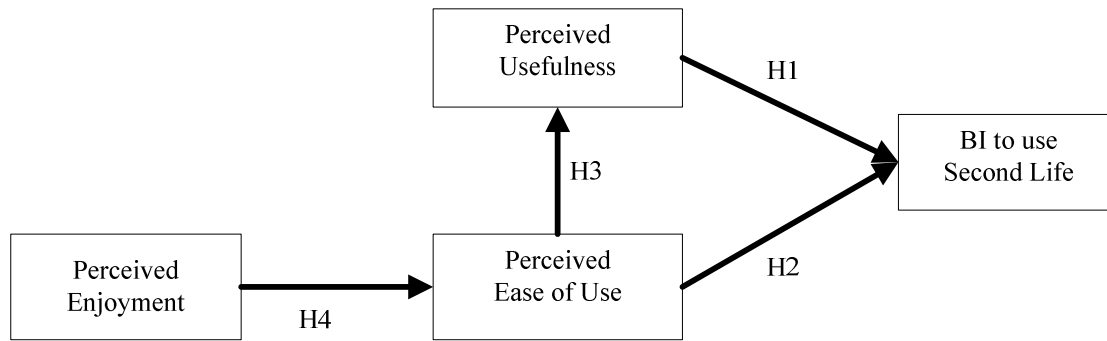 Perceived
Usefulness
H1
BI to use
Second Life
H3
Perceived
Enjoyment
H4
Perceived
Ease of Use
H2